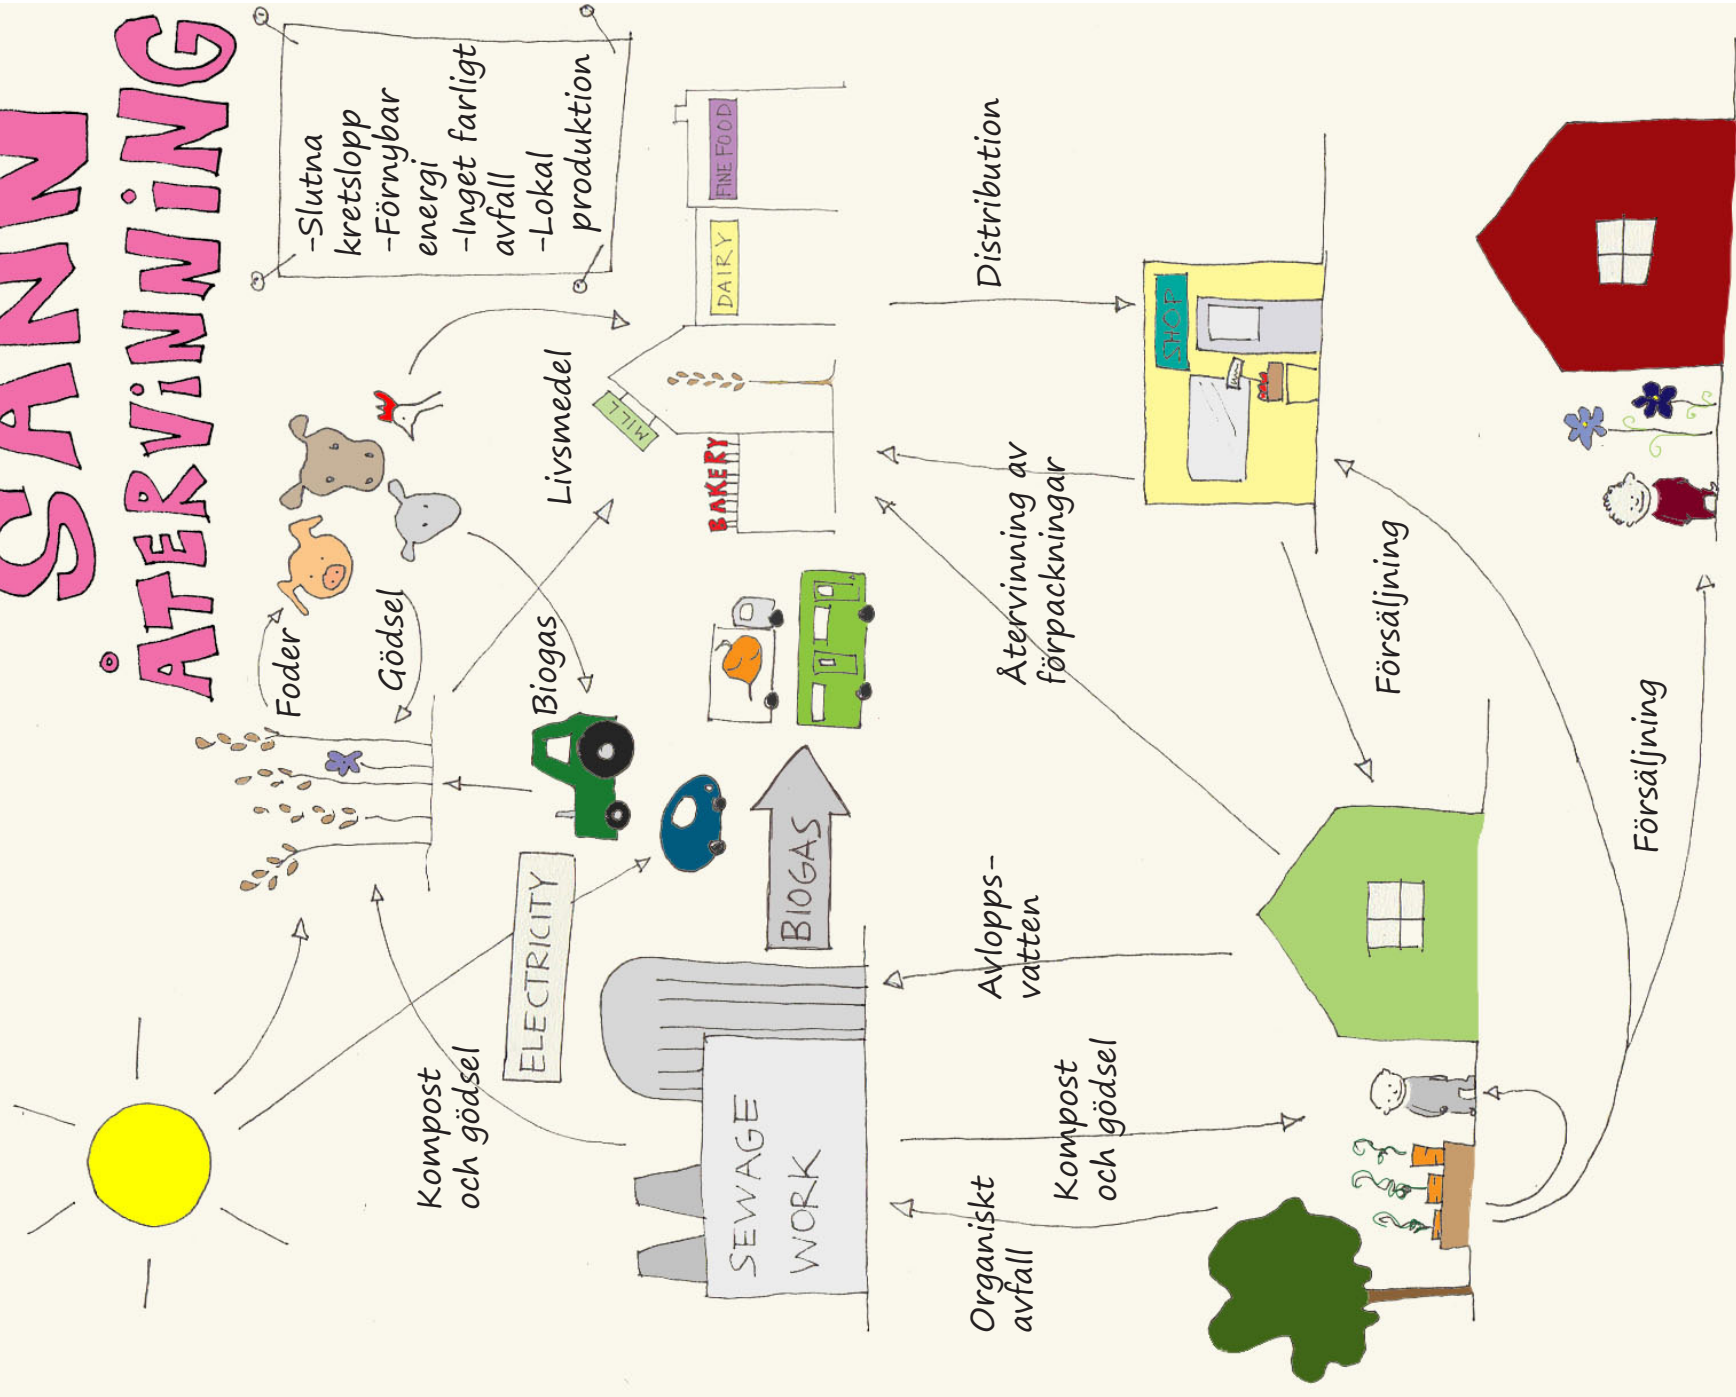 SANN
ÅTERVINNING
-Slutna
kretslopp
-Förnybar
energi
-Inget farligt
avfall
-Lokal
produktion
Foder
Gödsel
Livsmedel
Biogas
MILL
BAKERY
DAIRY
FINE FOOD
ELECTRICITY
BIOGAS
Kompost
och gödsel
SEWAGE
WORK
Distribution
Återvinning av
förpackningar
Avlopps-
vatten
Kompost
och gödsel
Organiskt
avfall
SHOP
Försäljning
Försäljning